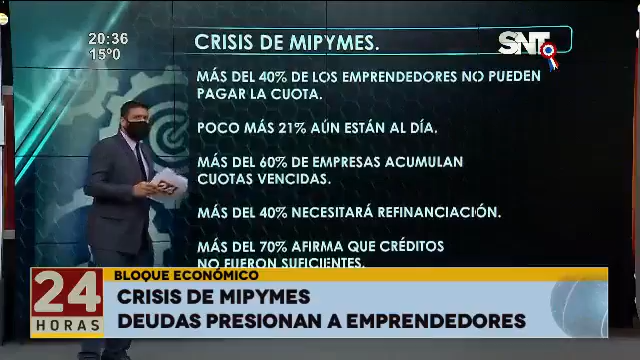 20:36
15º0
CRISIS DE MIPYMES.
SNT
MÁS DEL 40% DE LOS EMPRENDEDORES NO PUEDEN
PAGAR LA CUOTA.
POCO MÁS 21% AÚN ESTÁN AL DÍA.
MÁS DEL 60% DE EMPRESAS ACUMULAN
CUOTAS VENCIDAS.
MÁS DEL 40% NECESITARÁ REFINANCIACIÓN.
MÁS DEL 70% AFIRMA QUE CRÉDITOS
NO FUERON SUFICIENTES.
BLOQUE ECONÓMICO
24
HORAS
CRISIS DE MIPYMES
DEUDAS PRESIONAN A EMPRENDEDORES